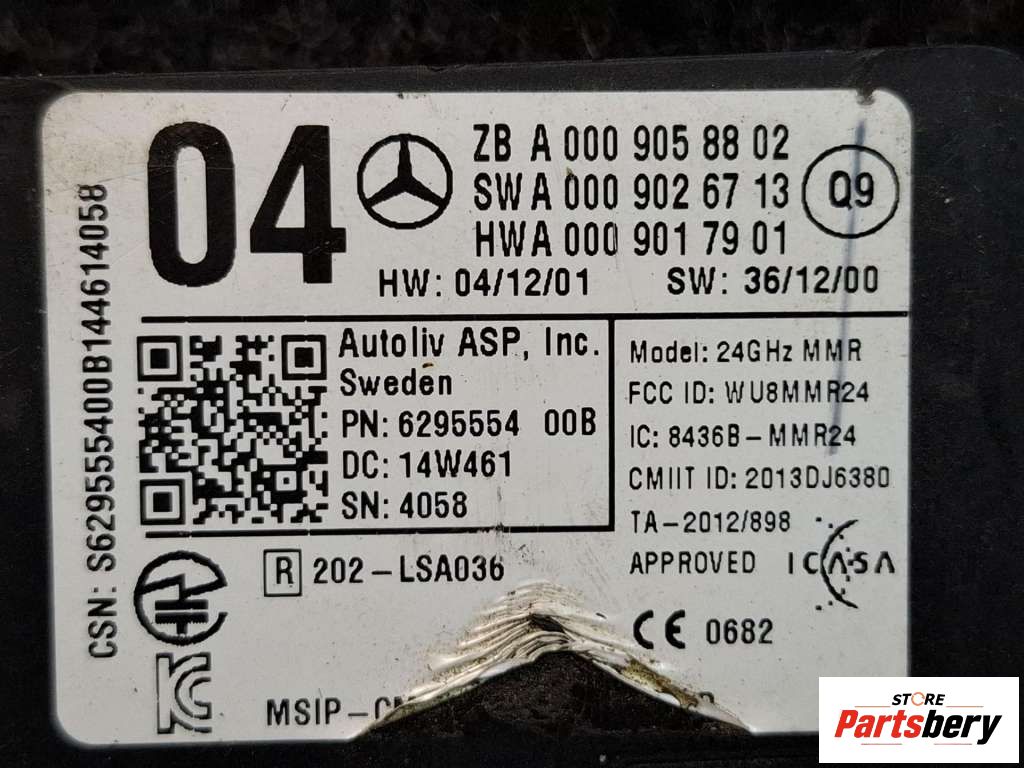 04
ZB A 000 905 88 02
SW A 000 902 67 13
HW A 000 901 79 01
Q9
HW: 04/12/01 SW: 36/12/00
CSN: S629555400B144614058
Autoliv ASP, Inc.
Sweden
PN: 6295554 00B
DC: 14W461
SN: 4058
Model: 24GHz MMR
FCC ID: WU8MMR24
IC: 8436B-MMR24
CMIIT ID: 2013DJ6380
TA-2012/898
APPROVED ICASA
R 202-LSA036
CE 0682
KC
MSIP-
STORE
Partsbery